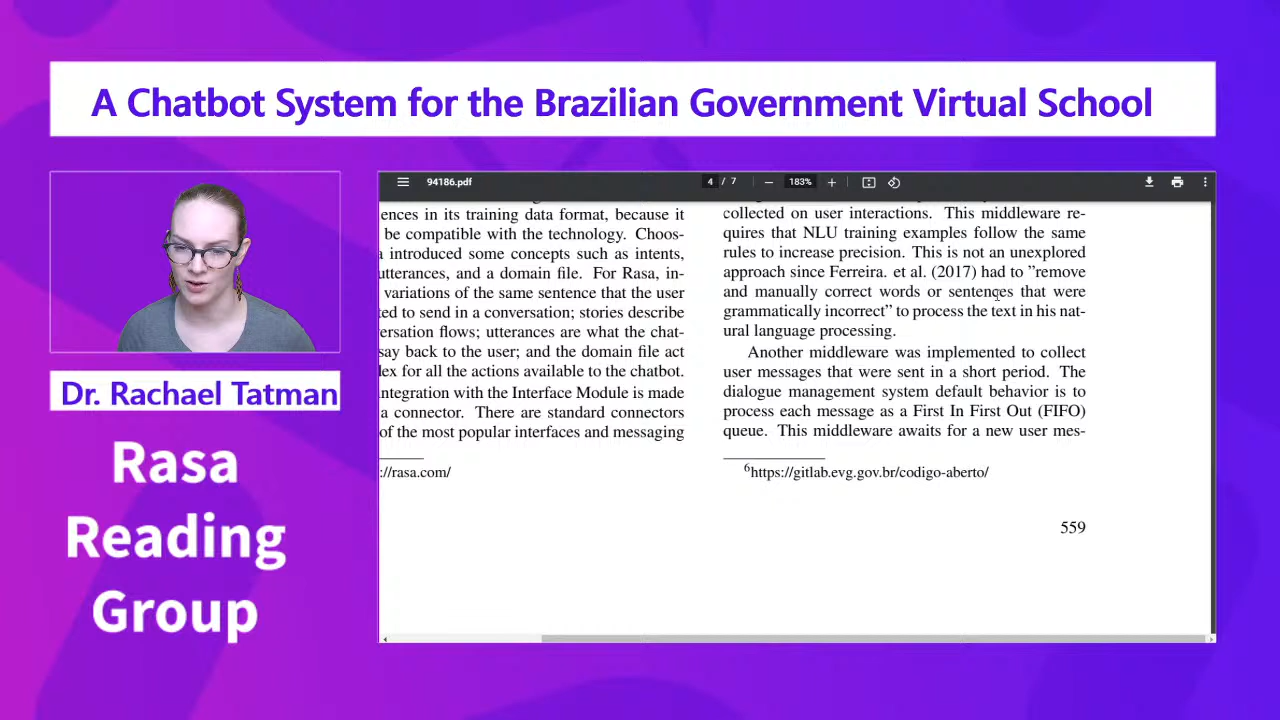 A Chatbot System for the Brazilian Government Virtual School
94186.pdf
4 / 7
183%
ences in its training data format, because it
be compatible with the technology. Choos-
introduced some concepts such as intents,
utterances, and a domain file. For Rasa, in-
variations of the same sentence that the user
ted to send in a conversation; stories describe
versation flows; utterances are what the chat-
say back to the user; and the domain file act
lex for all the actions available to the chatbot.
integration with the Interface Module is made
a connector. There are standard connectors
of the most popular interfaces and messaging
://rasa.com/
collected on user interactions. This middleware re-
quires that NLU training examples follow the same
rules to increase precision. This is not an unexplored
approach since Ferreira. et al. (2017) had to ”remove
and manually correct words or sentences that were
grammatically incorrect” to process the text in his nat-
ural language processing.
Another middleware was implemented to collect
user messages that were sent in a short period. The
dialogue management system default behavior is to
process each message as a First In First Out (FIFO)
queue. This middleware awaits for a new user mes-
6https://gitlab.evg.gov.br/codigo-aberto/
559
Dr. Rachael Tatman
Rasa
Reading
Group